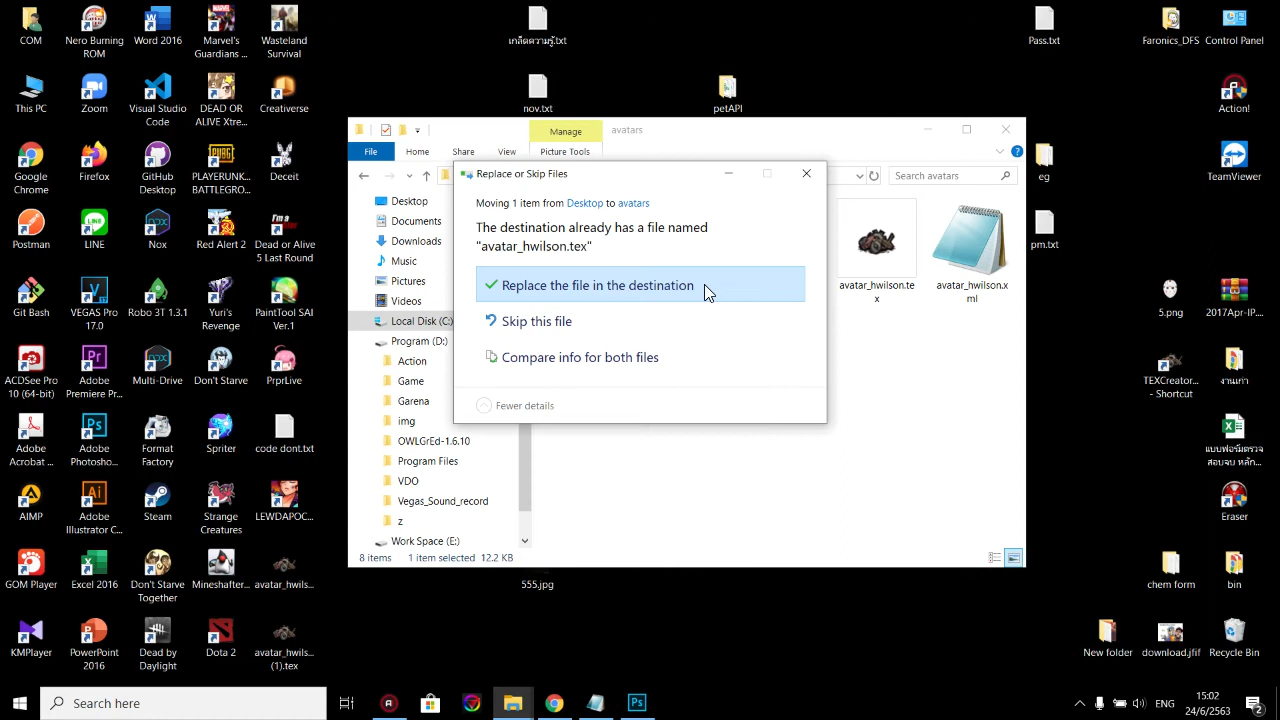 COM
Nero Burning
ROM
Word 2016
Marvel's
Guardians ...
Wasteland
Survival
This PC
Zoom
Visual Studio
Code
DEAD OR
ALIVE Xtre...
Creativerse
Google
Chrome
Firefox
GitHub
Desktop
PLAYERUNK...
BATTLEGRO...
Deceit
Postman
LINE
Nox
Red Alert 2
Dead or Alive
5 Last Round
Git Bash
VEGAS Pro
17.0
Robo 3T 1.3.1
Yuri's
Revenge
PaintTool SAI
Ver.1
ACDSee Pro
10 (64-bit)
Adobe
Premiere Pr...
Multi-Drive
Don't Starve
PrprLive
Adobe
Acrobat ...
Adobe
Photosho...
Format
Factory
Spriter
code dont.txt
AIMP
Adobe
Illustrator C...
Steam
Strange
Creatures
LEWDAPOC...
GOM Player
Excel 2016
Don't Starve
Together
Mineshafter...
avatar_hwils...
KMPlayer
PowerPoint
2016
Dead by
Daylight
Dota 2
avatar_hwils...
(1).tex
เกล็ดความรู้.txt
nov.txt
petAPI
555.jpg
Pass.txt
Faronics_DFS
Control Panel
Action!
eg
TeamViewer
pm.txt
5.png
2017Apr-IP...
TEXCreator...
- Shortcut
งานเก่า
แบบฟอร์มตรวจ
สอบจบ หลัก...
Eraser
chem form
bin
New folder
download.jfif
Recycle Bin
Manage
avatars
File
Home
Share
View
Picture Tools
Search avatars
Desktop
Documents
Downloads
Music
Pictures
Videos
Local Disk (C:)
Program (D:)
Action
Game
Garena
img
OWLGrEd-1.6.10
Program Files
VDO
Vegas_Sound_record
z
Work Space (E:)
avatar_hwilson.te
x
avatar_hwilson.x
ml
8 items
1 item selected 12.2 KB
Replace or Skip Files
Moving 1 item from Desktop to avatars
The destination already has a file named
"avatar_hwilson.tex"
Replace the file in the destination
Skip this file
Compare info for both files
Fewer details
Search here
ENG
15:02
24/6/2563
2